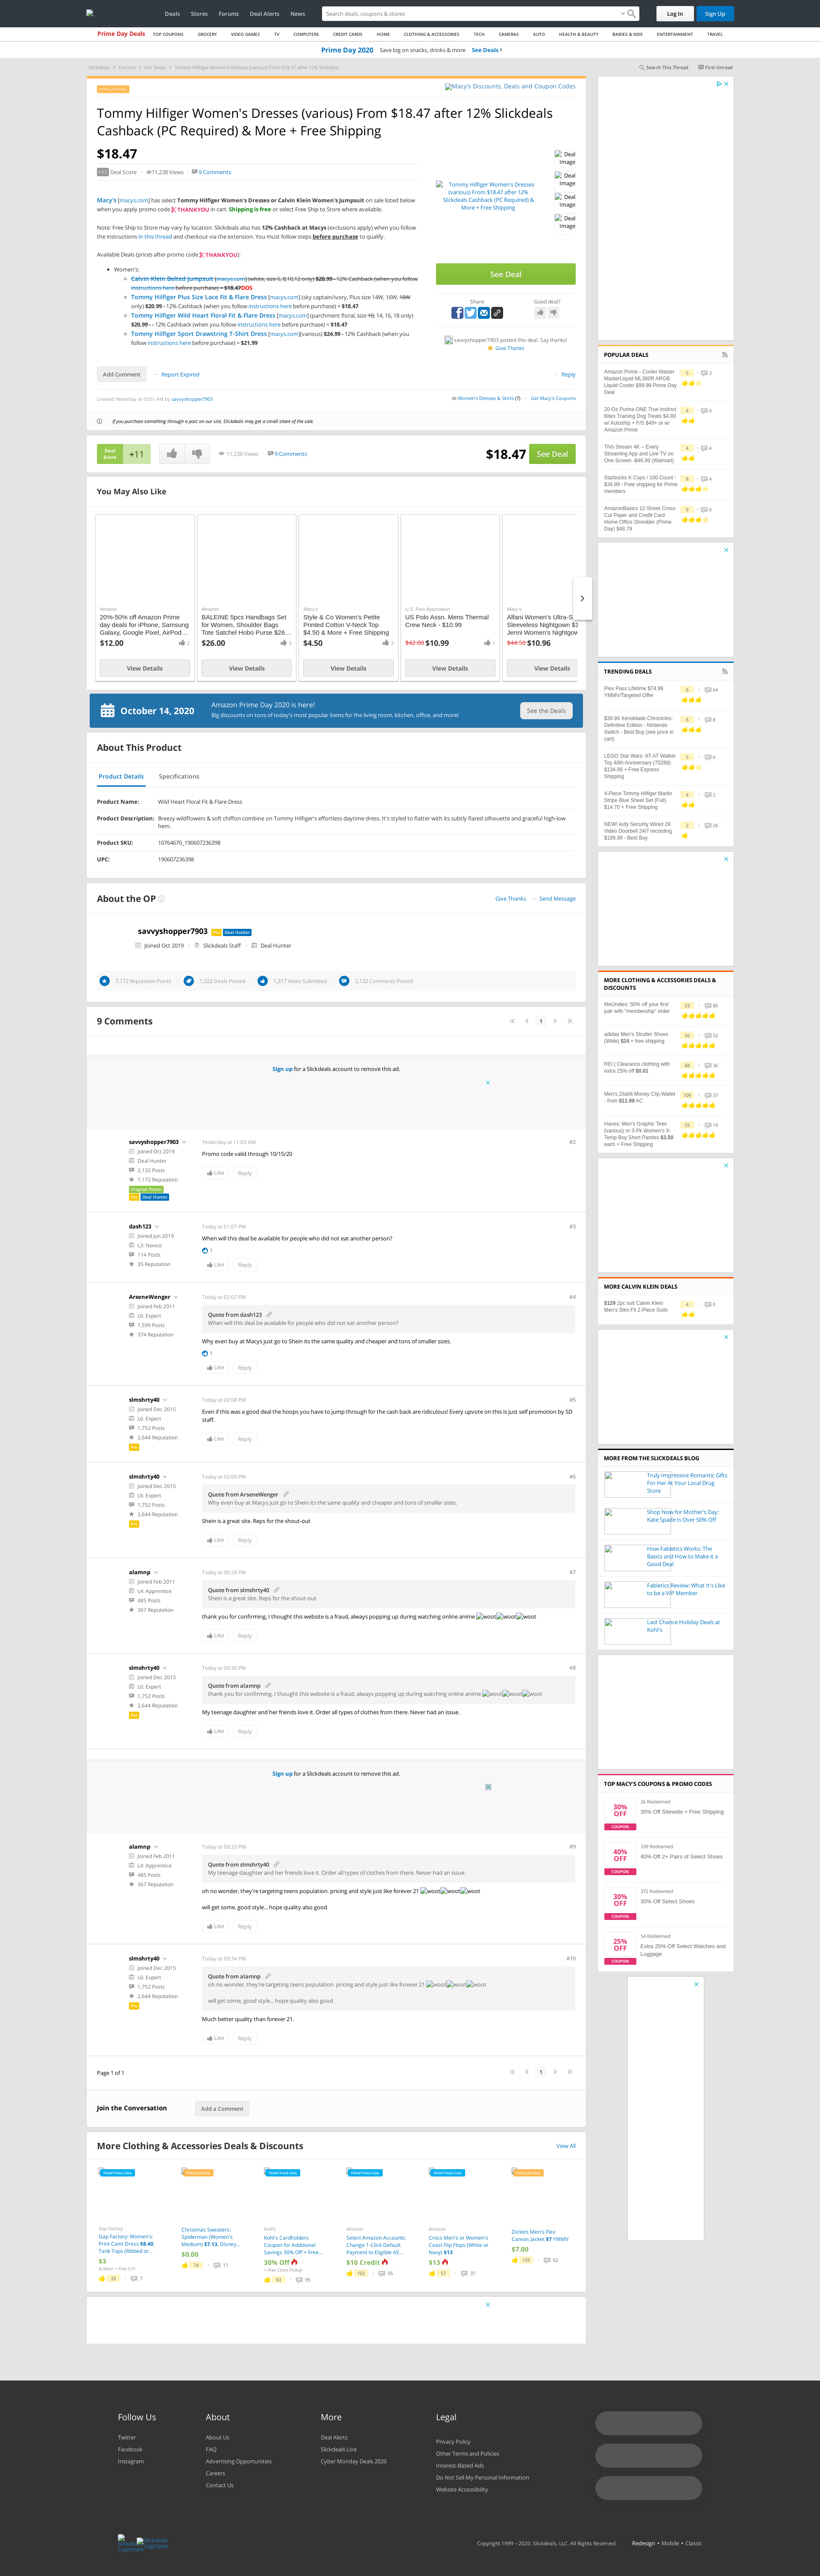 Deals
Stores
Forums
Deal Alerts
News
Search deals, coupons & stores
Log In
Sign Up
Prime Day Deals
TOP COUPONS
GROCERY
VIDEO GAMES
TV
COMPUTERS
CREDIT CARDS
HOME
CLOTHING & ACCESSORIES
TECH
CAMERAS
AUTO
HEALTH & BEAUTY
BABIES & KIDS
ENTERTAINMENT
TRAVEL
Prime Day 2020 Save big on snacks, drinks & more See Deals ›
Slickdeals > Forums > Hot Deals > Tommy Hilfiger Women's Dresses (various) From $18.47 after 12% Slickdeal...
Search This Thread
First Unread
POPULAR DEAL
Macy's Discounts, Deals and Coupon Codes
Tommy Hilfiger Women's Dresses (various) From $18.47 after 12% Slickdeals
Cashback (PC Required) & More + Free Shipping
$18.47
+11 Deal Score • 11,238 Views • 9 Comments
Macy's [macys.com] has select Tommy Hilfiger Women's Dresses or Calvin Klein Women's Jumpsuit on sale listed below
when you apply promo code THANKYOU in cart. Shipping is free or select Free Ship to Store where available.
Note: Free Ship to Store may vary by location. Slickdeals also has 12% Cashback at Macys (exclusions apply) when you follow
the instructions in this thread and checkout via the extension. You must follow steps before purchase to qualify.
Available Deals (prices after promo code THANKYOU):
Women's:
Calvin Klein Belted Jumpsuit [macys.com] (white, size 6, 8,10,12 only) $20.99 - 12% Cashback (when you follow
instructions here before purchase) = $18.47 OOS
Tommy Hilfiger Plus Size Lace Fit & Flare Dress [macys.com] (sky captain/ivory, Plus size 14W, 16W, 18W
only) $20.99 - 12% Cashback (when you follow instructions here before purchase) = $18.47
Tommy Hilfiger Wild Heart Floral Fit & Flare Dress [macys.com] (parchment floral, size 10, 14, 16, 18 only)
$20.99 - - 12% Cashback (when you follow instructions here before purchase) = $18.47
Tommy Hilfiger Sport Drawstring T-Shirt Dress [macys.com](various) $24.99 - 12% Cashback (when you
follow instructions here before purchase) = $21.99
Tommy Hilfiger Women's Dresses (various) From $18.47 after 12% Slickdeals Cashback (PC Required) & More + Free Shipping
Deal Image
Deal Image
Deal Image
Deal Image
See Deal
Share
Good deal?
savvyshopper7903 posted this deal. Say thanks!
Give Thanks
Add Comment
• Report Expired
• Reply
Created Yesterday at 03:51 AM by savvyshopper7903
in Women's Dresses & Skirts (7) • Get Macy's Coupons
If you purchase something through a post on our site, Slickdeals may get a small share of the sale.
Deal Score +11
11,238 Views • 9 Comments
$18.47 See Deal
You May Also Like
Amazon
20%-50% off Amazon Prime day deals for iPhone, Samsung Galaxy, Google Pixel, AirPod...
$12.00 2
View Details
Amazon
BALEINE 5pcs Handbags Set for Women, Shoulder Bags Tote Satchel Hobo Purse $26...
$26.00 3
View Details
Macy's
Style & Co Women's Petite Printed Cotton V-Neck Top $4.50 & More + Free Shipping
$4.50 3
View Details
U.S. Polo Association
US Polo Assn. Mens Thermal Crew Neck - $10.99
$42.00 $10.99 1
View Details
Macy's
Alfani Women's Ultra-S
Sleeveless Nightgown $1
Jenni Women's Nightgow
$44.50 $10.96
View Details
October 14, 2020
Amazon Prime Day 2020 is here!
Big discounts on tons of today's most popular items for the living room, kitchen, office, and more!
See the Deals
About This Product
Product Details
Specifications
Product Name: Wild Heart Floral Fit & Flare Dress
Product Description: Breezy wildflowers & soft chiffon combine on Tommy Hilfiger's effortless daytime dress. It's styled to flatter with its subtly flared silhouette and graceful high-low hem.
Product SKU: 10764670_190607236398
UPC: 190607236398
About the OP
Give Thanks • Send Message
savvyshopper7903 Pro Deal Hunter
Joined Oct 2019 • Slickdeals Staff • Deal Hunter
7,172 Reputation Points • 1,322 Deals Posted • 1,317 Votes Submitted • 2,132 Comments Posted
9 Comments
1
Sign up for a Slickdeals account to remove this ad.
savvyshopper7903
Joined Oct 2019
Deal Hunter
2,132 Posts
7,172 Reputation
Original Poster
Pro Deal Hunter
Yesterday at 11:03 AM #2
Promo code valid through 10/15/20
Like Reply
dash123
Joined Jun 2019
L3: Novice
114 Posts
35 Reputation
Today at 01:07 PM #3
When will this deal be available for people who did not eat another person?
1
Like Reply
ArseneWenger
Joined Feb 2011
L6: Expert
1,599 Posts
374 Reputation
Today at 02:07 PM #4
Quote from dash123
When will this deal be available for people who did not eat another person?
Why even buy at Macys just go to Shein its the same quality and cheaper and tons of smaller sizes.
1
Like Reply
slmshrty40
Joined Dec 2015
L6: Expert
1,752 Posts
2,644 Reputation
Pro
Today at 02:08 PM #5
Even if this was a good deal the hoops you have to jump through for the cash back are ridiculous! Every upvote on this is just self promotion by SD staff.
Like Reply
slmshrty40
Joined Dec 2015
L6: Expert
1,752 Posts
2,644 Reputation
Pro
Today at 02:09 PM #6
Quote from ArseneWenger
Why even buy at Macys just go to Shein its the same quality and cheaper and tons of smaller sizes.
Shein is a great site. Reps for the shout-out
Like Reply
alamnp
Joined Feb 2011
L4: Apprentice
485 Posts
367 Reputation
Today at 09:28 PM #7
Quote from slmshrty40
Shein is a great site. Reps for the shout-out
thank you for confirming, I thought this website is a fraud, always popping up during watching online anime woot woot woot
Like Reply
slmshrty40
Joined Dec 2015
L6: Expert
1,752 Posts
2,644 Reputation
Pro
Today at 09:30 PM #8
Quote from alamnp
thank you for confirming, I thought this website is a fraud, always popping up during watching online anime woot woot woot
My teenage daughter and her friends love it. Order all types of clothes from there. Never had an issue.
Like Reply
Sign up for a Slickdeals account to remove this ad.
alamnp
Joined Feb 2011
L4: Apprentice
485 Posts
367 Reputation
Today at 09:33 PM #9
Quote from slmshrty40
My teenage daughter and her friends love it. Order all types of clothes from there. Never had an issue.
oh no wonder, they're targeting teens population. pricing and style just like forever 21 woot woot woot
will get some, good style... hope quality also good
Like Reply
slmshrty40
Joined Dec 2015
L6: Expert
1,752 Posts
2,644 Reputation
Pro
Today at 09:34 PM #10
Quote from alamnp
oh no wonder, they're targeting teens population. pricing and style just like forever 21 woot woot woot
will get some, good style... hope quality also good
Much better quality than forever 21.
Like Reply
Page 1 of 1
1
Join the Conversation
Add a Comment
More Clothing & Accessories Deals & Discounts
View All
FRONTPAGE DEAL
Gap Factory
Gap Factory: Women's: Print Cami Dress $8.40, Tank Tops (Ribbed or...
$3
& More + Free S/H
35 • 7
POPULAR DEAL
Christmas Sweaters: Spiderman (Women's Medium) $7.13, Disney...
$0.00
74 • 17
FRONTPAGE DEAL
Kohl's
Kohl's Cardholders Coupon for Additional Savings 30% Off + Free...
30% Off
+ Free Store Pickup
63 • 95
FRONTPAGE DEAL
Amazon
Select Amazon Accounts: Change 1-Click Default Payment to Eligible AE...
$10 Credit
102 • 95
FRONTPAGE DEAL
Amazon
Crocs Men's or Women's Coast Flip Flops (White or Navy) $13
$13
57 • 37
POPULAR DEAL
Dickies Men's Flex Canvas Jacket $7 YMMV
$7.00
155 • 62
POPULAR DEALS
Amazon Prime - Cooler Master MasterLiquid ML360R ARGB Liquid Cooler $99.99 Prime Day Deal
5 • 3
20-Oz Purina ONE True Instinct Bites Training Dog Treats $4.80 w/ Autoship + F/S $49+ or w/ Amazon Prime
4 • 0
TiVo Stream 4K – Every Streaming App and Live TV on One Screen -$46.99 (Walmart)
4 • 4
Starbucks K Cups / 100 Count - $34.99 - Free shipping for Prime members
8 • 4
AmazonBasics 12-Sheet Cross-Cut Paper and Credit Card Home Office Shredder (Prime Day) $48.79
9 • 0
TRENDING DEALS
Plex Pass Lifetime $74.99 YMMV/Targeted Offer
6 • 64
$39.99 Xenoblade Chronicles: Definitive Edition - Nintendo Switch - Best Buy (see price in cart)
6 • 8
LEGO Star Wars: AT-AT Walker Toy 40th Anniversary (75288) $134.99 + Free Express Shipping
5 • 6
4-Piece Tommy Hilfiger Marlin Stripe Blue Sheet Set (Full) $14.70 + Free Shipping
4 • 2
NEW! eufy Security Wired 2K Video Doorbell 24/7 recording $199.99 - Best Buy
2 • 26
MORE CLOTHING & ACCESSORIES DEALS & DISCOUNTS
MeUndies: 50% off your first pair with "membership" order
53 • 80
adidas Men's Strutter Shoes (Wide) $24 + free shipping
56 • 52
REI | Clearance clothing with extra 25% off $0.01
68 • 36
Men's Zitahli Money Clip Wallet - from $11.99 AC
109 • 37
Hanes: Men's Graphic Tees (various) or 3-Pk Women's X-Temp Boy Short Panties $3.50 each + Free Shipping
55 • 19
MORE CALVIN KLEIN DEALS
$129 2pc suit Calvin Klein Men's Slim Fit 2-Piece Suits
4 • 0
MORE FROM THE SLICKDEALS BLOG
Truly Impressive Romantic Gifts For Her At Your Local Drug Store
Shop Now for Mother's Day: Kate Spade Is Over 50% Off
How Fabletics Works: The Basics and How to Make it a Good Deal
Fabletics Review: What It's Like to be a VIP Member
Last Chance Holiday Deals at Kohl's
TOP MACY'S COUPONS & PROMO CODES
30% OFF COUPON
2k Redeemed
30% Off Sitewide + Free Shipping
40% OFF COUPON
339 Redeemed
40% Off 2+ Pairs of Select Shoes
30% OFF COUPON
372 Redeemed
30% Off Select Shoes
25% OFF COUPON
54 Redeemed
Extra 25% Off Select Watches and Luggage
Follow Us
Twitter
Facebook
Instagram
About
About Us
FAQ
Advertising Opportunities
Careers
Contact Us
More
Deal Alerts
Slickdeals Live
Cyber Monday Deals 2020
Legal
Privacy Policy
Other Terms and Policies
Interest-Based Ads
Do Not Sell My Personal Information
Website Accessibility
Slickdeals Logomark
Slickdeals Logotype
Copyright 1999 - 2020. Slickdeals, LLC. All Rights Reserved.
Redesign • Mobile • Classic